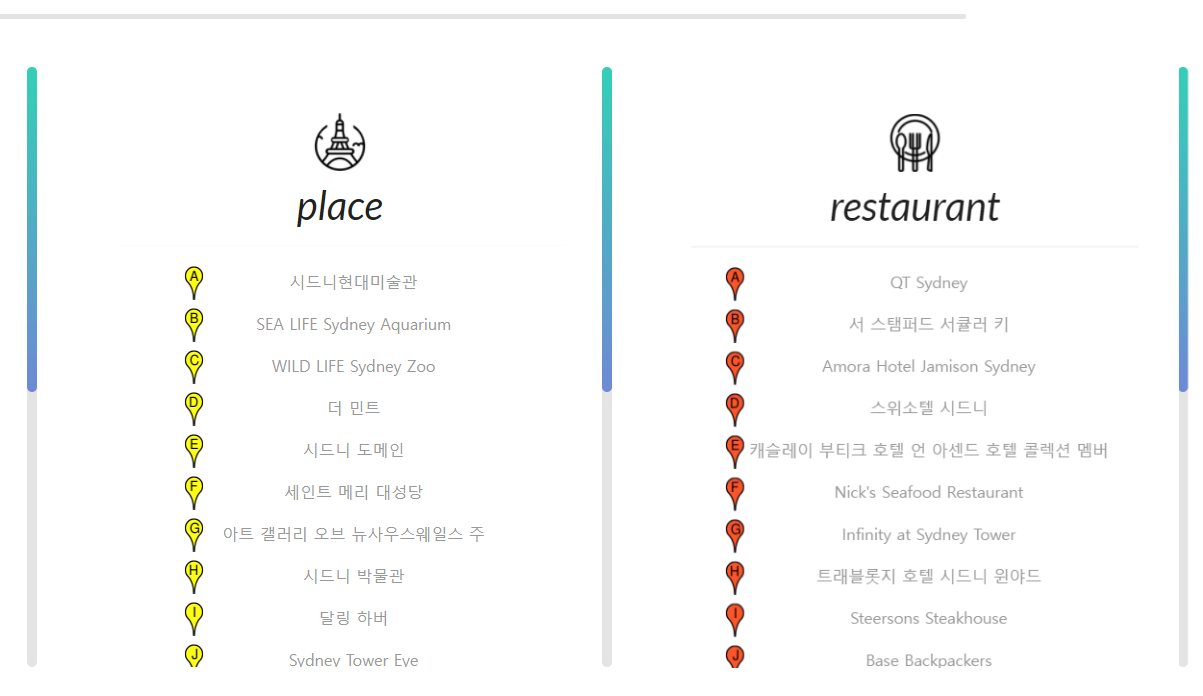 place
A 시드니현대미술관
B SEA LIFE Sydney Aquarium
C WILD LIFE Sydney Zoo
D 더 민트
E 시드니 도메인
F 세인트 메리 대성당
G 아트 갤러리 오브 뉴사우스웨일스 주
H 시드니 박물관
I 달링 하버
J Sydney Tower Eye
restaurant
A QT Sydney
B 서 스탬퍼드 서큘러 키
C Amora Hotel Jamison Sydney
D 스위소텔 시드니
E 캐슬레이 부티크 호텔 언 아센드 호텔 콜렉션 멤버
F Nick's Seafood Restaurant
G Infinity at Sydney Tower
H 트래블롯지 호텔 시드니 윈야드
I Steersons Steakhouse
J Base Backpackers